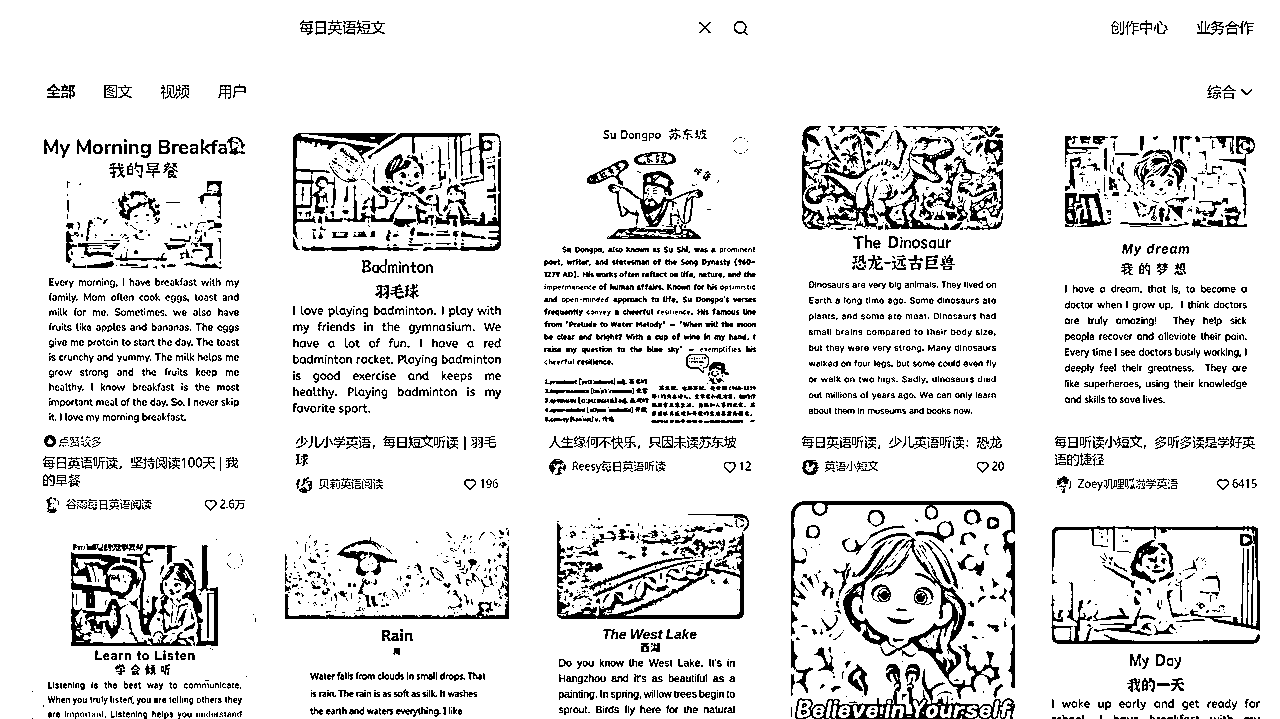 每日英语短文
创作中心
业务合作
全部
图文
视频
用户
综合
My Morning Breakfast
我的早餐
Every morning, I have breakfast with my
family. Mom often cook eggs, toast and
milk for me. Sometimes, we also have
fruits like apples and bananas. The eggs
give me protein to start the day. The toast
is crunchy and yummy. The milk helps me
grow strong and the fruits keep me
healthy. I know breakfast is the most
important meal of the day. So, I never skip
it. I love my morning breakfast.
点赞较多
每日英语听读，坚持阅读100天 | 我
的早餐
谷雨每日英语阅读
2.6万
Badminton
羽毛球
I love playing badminton. I play with
my friends in the gymnasium. We
have a lot of fun. I have a red
badminton racket. Playing badminton
is good exercise and keeps me
healthy. Playing badminton is my
favorite sport.
少儿小学英语，每日短文听读 | 羽毛
球
贝莉英语阅读
196
Su Dongpo 苏东坡
Su Dongpo, also known as Su Shi, was a prominent
poet, writer, and statesman of the Song Dynasty (960-
1279 AD). His works often reflect on life, nature, and the
impermanence of human affairs. Known for his optimistic
and open-minded approach to life, Su Dongpo's verses
frequently convey a cheerful resilience. His famous line
from "Prelude to Water Melody" – "When will the moon
be clear and bright? With a cup of wine in my hand, I
raise my question to the blue sky" – exemplifies his
cheerful resilience.
人生缘何不快乐，只因未读苏东坡
Reesy每日英语听读
12
The Dinosaur
恐龙-远古巨兽
Dinosaurs are very big animals. They lived on
Earth a long time ago. Some dinosaurs ate
plants, and some ate meat. Dinosaurs had
small brains compared to their body size,
but they were very strong. Many dinosaurs
walked on four legs, but some could even fly
or walk on two legs. Sadly, dinosaurs died
out millions of years ago. We can only learn
about them in museums and books now.
每日英语听读，少儿英语听读：恐龙
英语小短文
20
My dream
我的梦想
I have a dream, that is, to become a
doctor when I grow up. I think doctors
are truly amazing! They help sick
people recover and alleviate their pain.
Every time I see doctors busily working, I
deeply feel their greatness. They are
like superheroes, using their knowledge
and skills to save lives.
每日听读小短文，多听多读是学好英
语的捷径
Zoey叽哩呱啦学英语
6415
Learn to Listen
学会倾听
Listening is the best way to communicate.
When you truly listen, you are telling others they
are important. Listening helps you understand
Rain
雨
Water falls from clouds in small drops. That
is rain. The rain is as soft as silk. It washes
the earth and waters everything. I like
The West Lake
西湖
Do you know the West Lake. It's in
Hangzhou and it's as beautiful as a
painting. In spring, willow trees begin to
sprout. Birds fly here for the natural
Believe in Yourself
My Day
我的一天
I wake up early and get ready for
school. I have breakfast with my